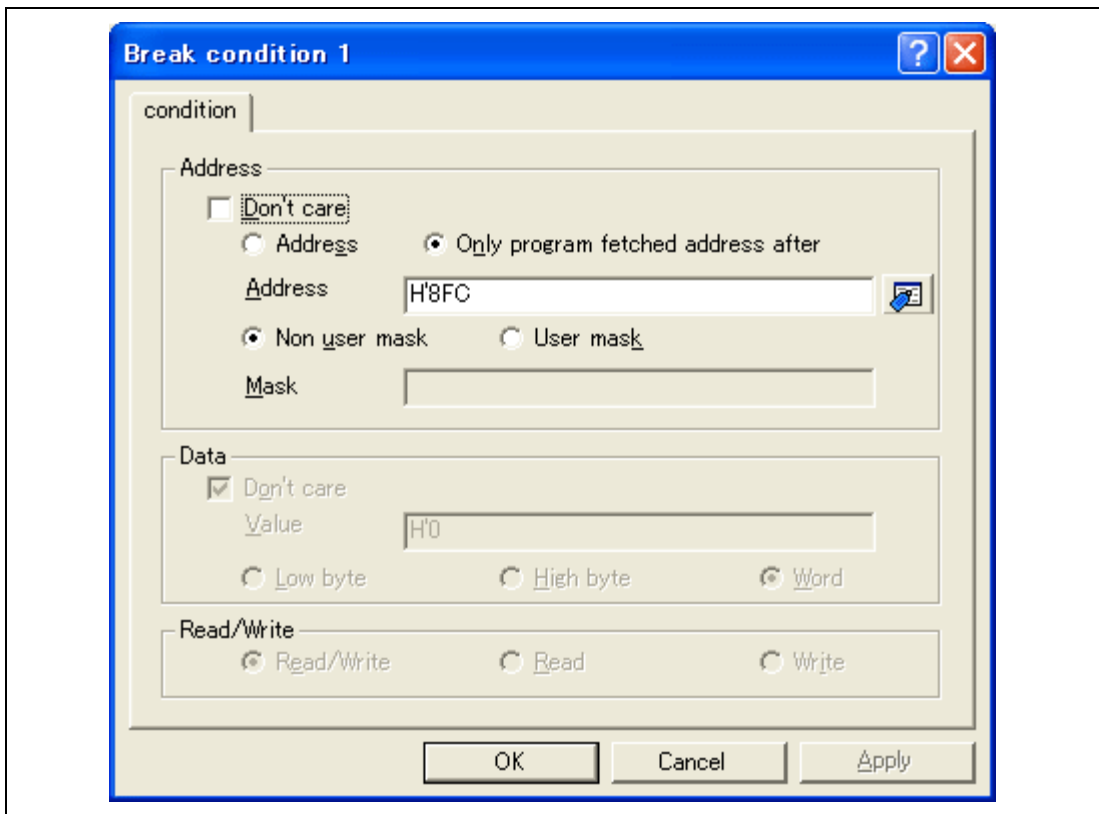 Break condition 1
condition
Address
Don't care
Address Only program fetched address after
Address H'8FC
Non user mask User mask
Mask
Data
Don't care
Value H'0
Low byte High byte Word
Read/Write
Read/Write Read Write
OK Cancel Apply